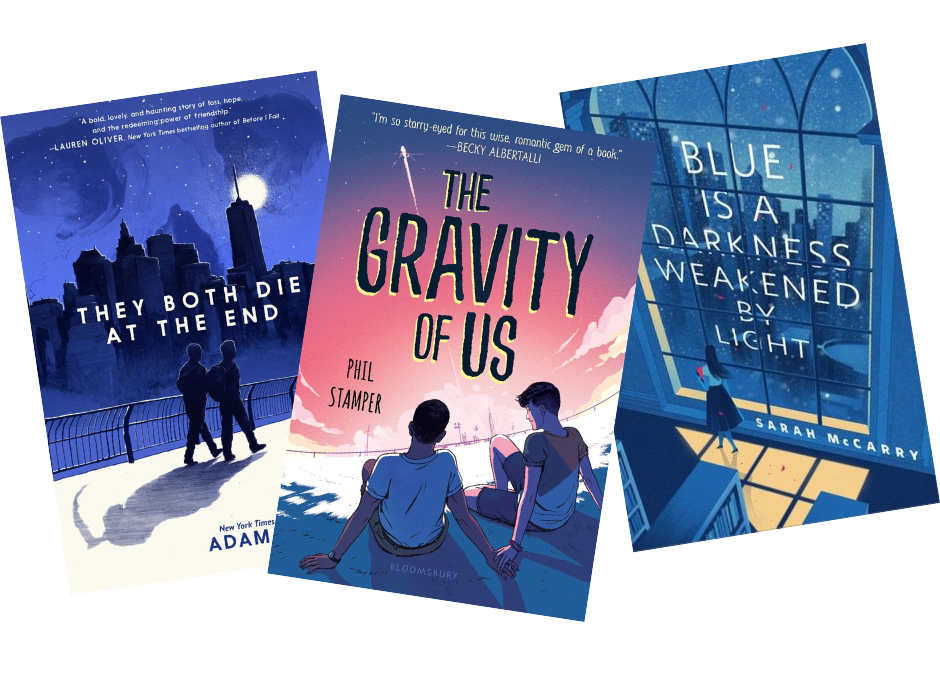 "A bold, lovely, and haunting story of loss, hope
and the redeeming power of friendship"
—LAUREN OLIVER, New York Times bestselling author of Before I Fall
THEY BOTH DIE
AT THE END
New York Times
ADAM
"I'm so starry-eyed for this wise, romantic gem of a book."
—BECKY ALBERTALLI
THE
GRAVITY
OF US
PHIL
STAMPER
BLOOMSBURY
BLUE
IS A
DARKNESS
WEAKENED
BY
LIGHT
SARAH McCARRY